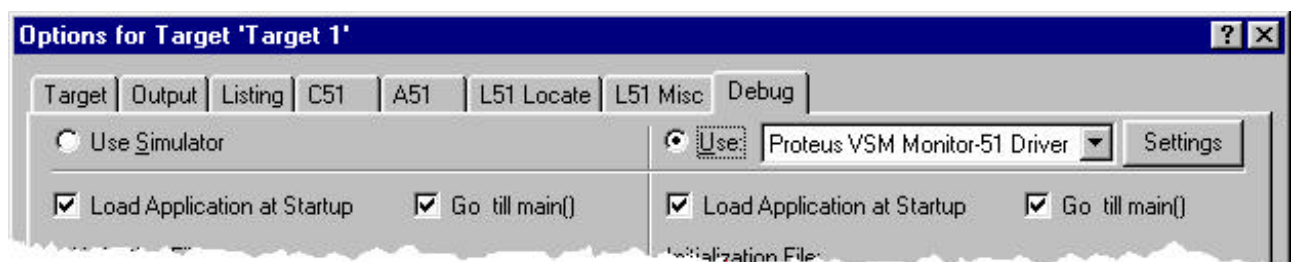 Options for Target 'Target 1'
Target Output Listing C51 A51 L51 Locate L51 Misc Debug
Use Simulator Use: Proteus VSM Monitor-51 Driver Settings
Load Application at Startup Go till main() Load Application at Startup Go till main()
Initialization File: